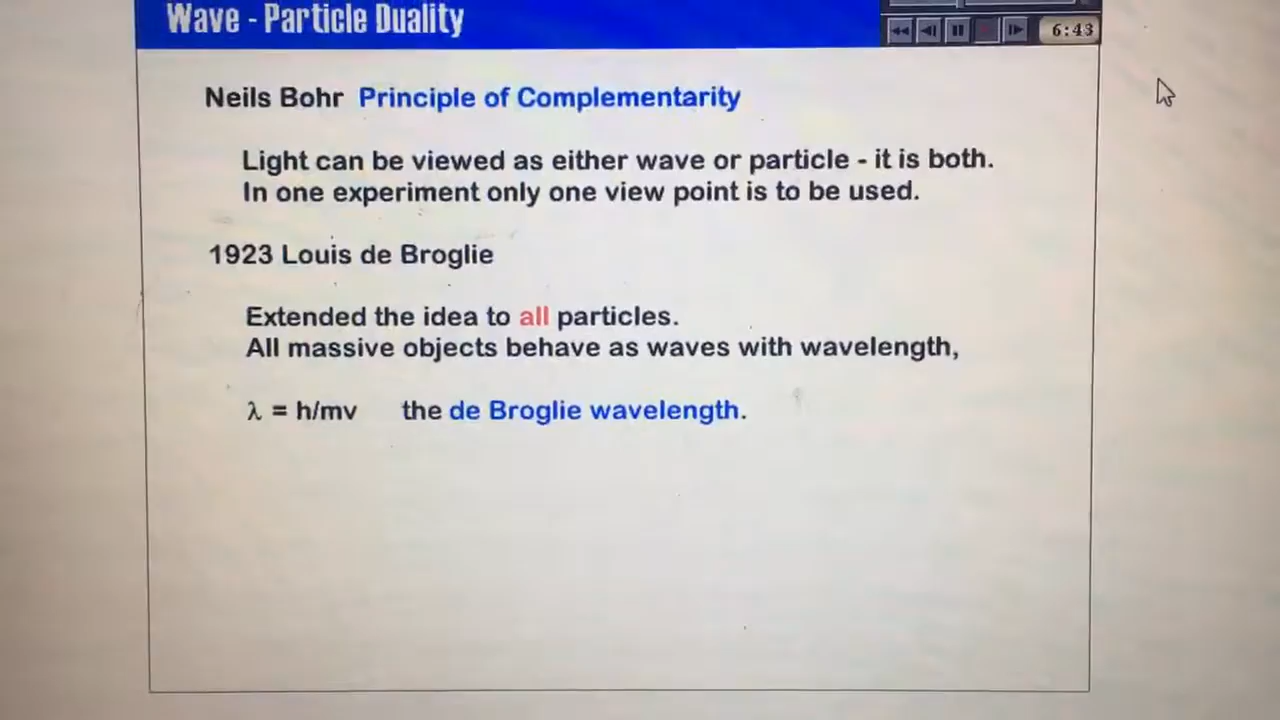 Wave - Particle Duality
6:43
Neils Bohr Principle of Complementarity
Light can be viewed as either wave or particle - it is both.
In one experiment only one view point is to be used.
1923 Louis de Broglie
Extended the idea to all particles.
All massive objects behave as waves with wavelength,
λ = h/mv the de Broglie wavelength.